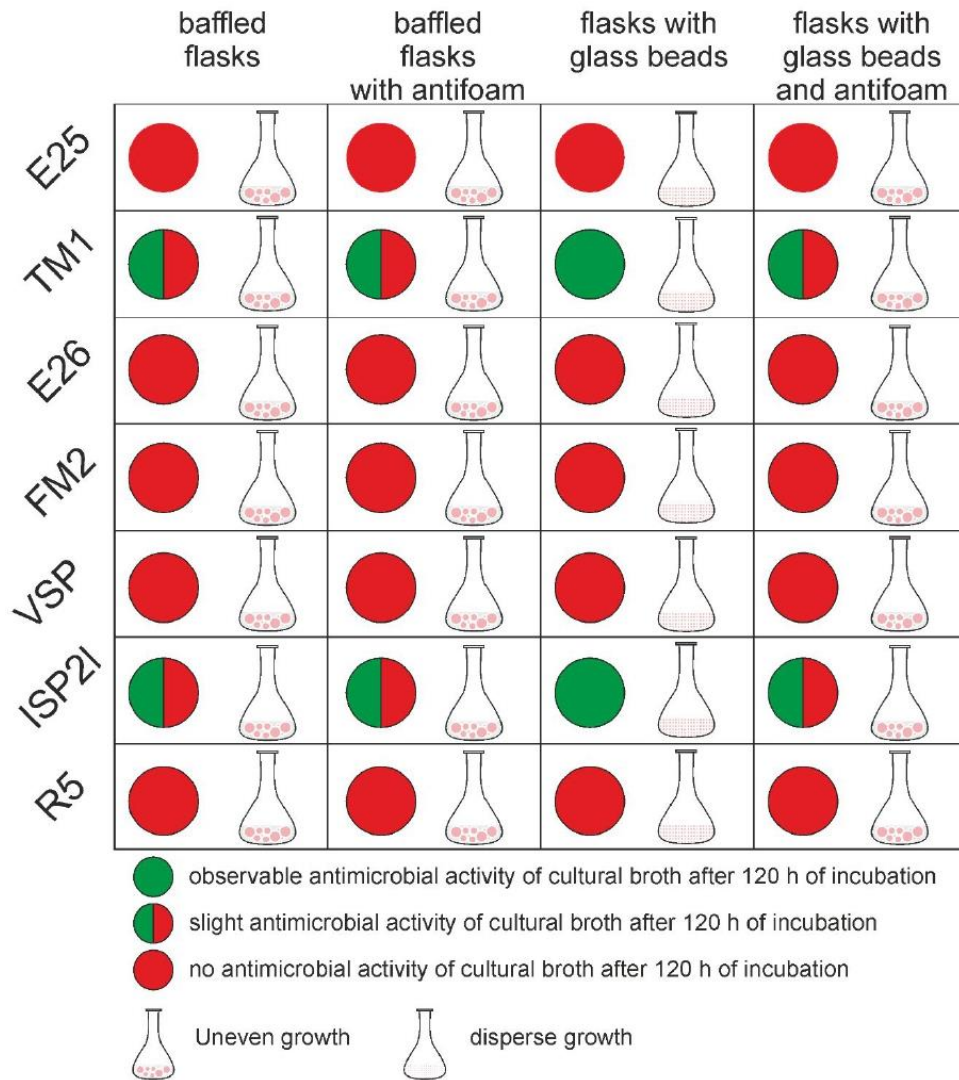 baffled
flasks
baffled
flasks
with antifoam
flasks with
glass beads
flasks with
glass beads
and antifoam
E25
TM1
E26
FM2
VSP
ISP2I
R5
observable antimicrobial activity of cultural broth after 120 h of incubation
slight antimicrobial activity of cultural broth after 120 h of incubation
no antimicrobial activity of cultural broth after 120 h of incubation
Uneven growth
disperse growth